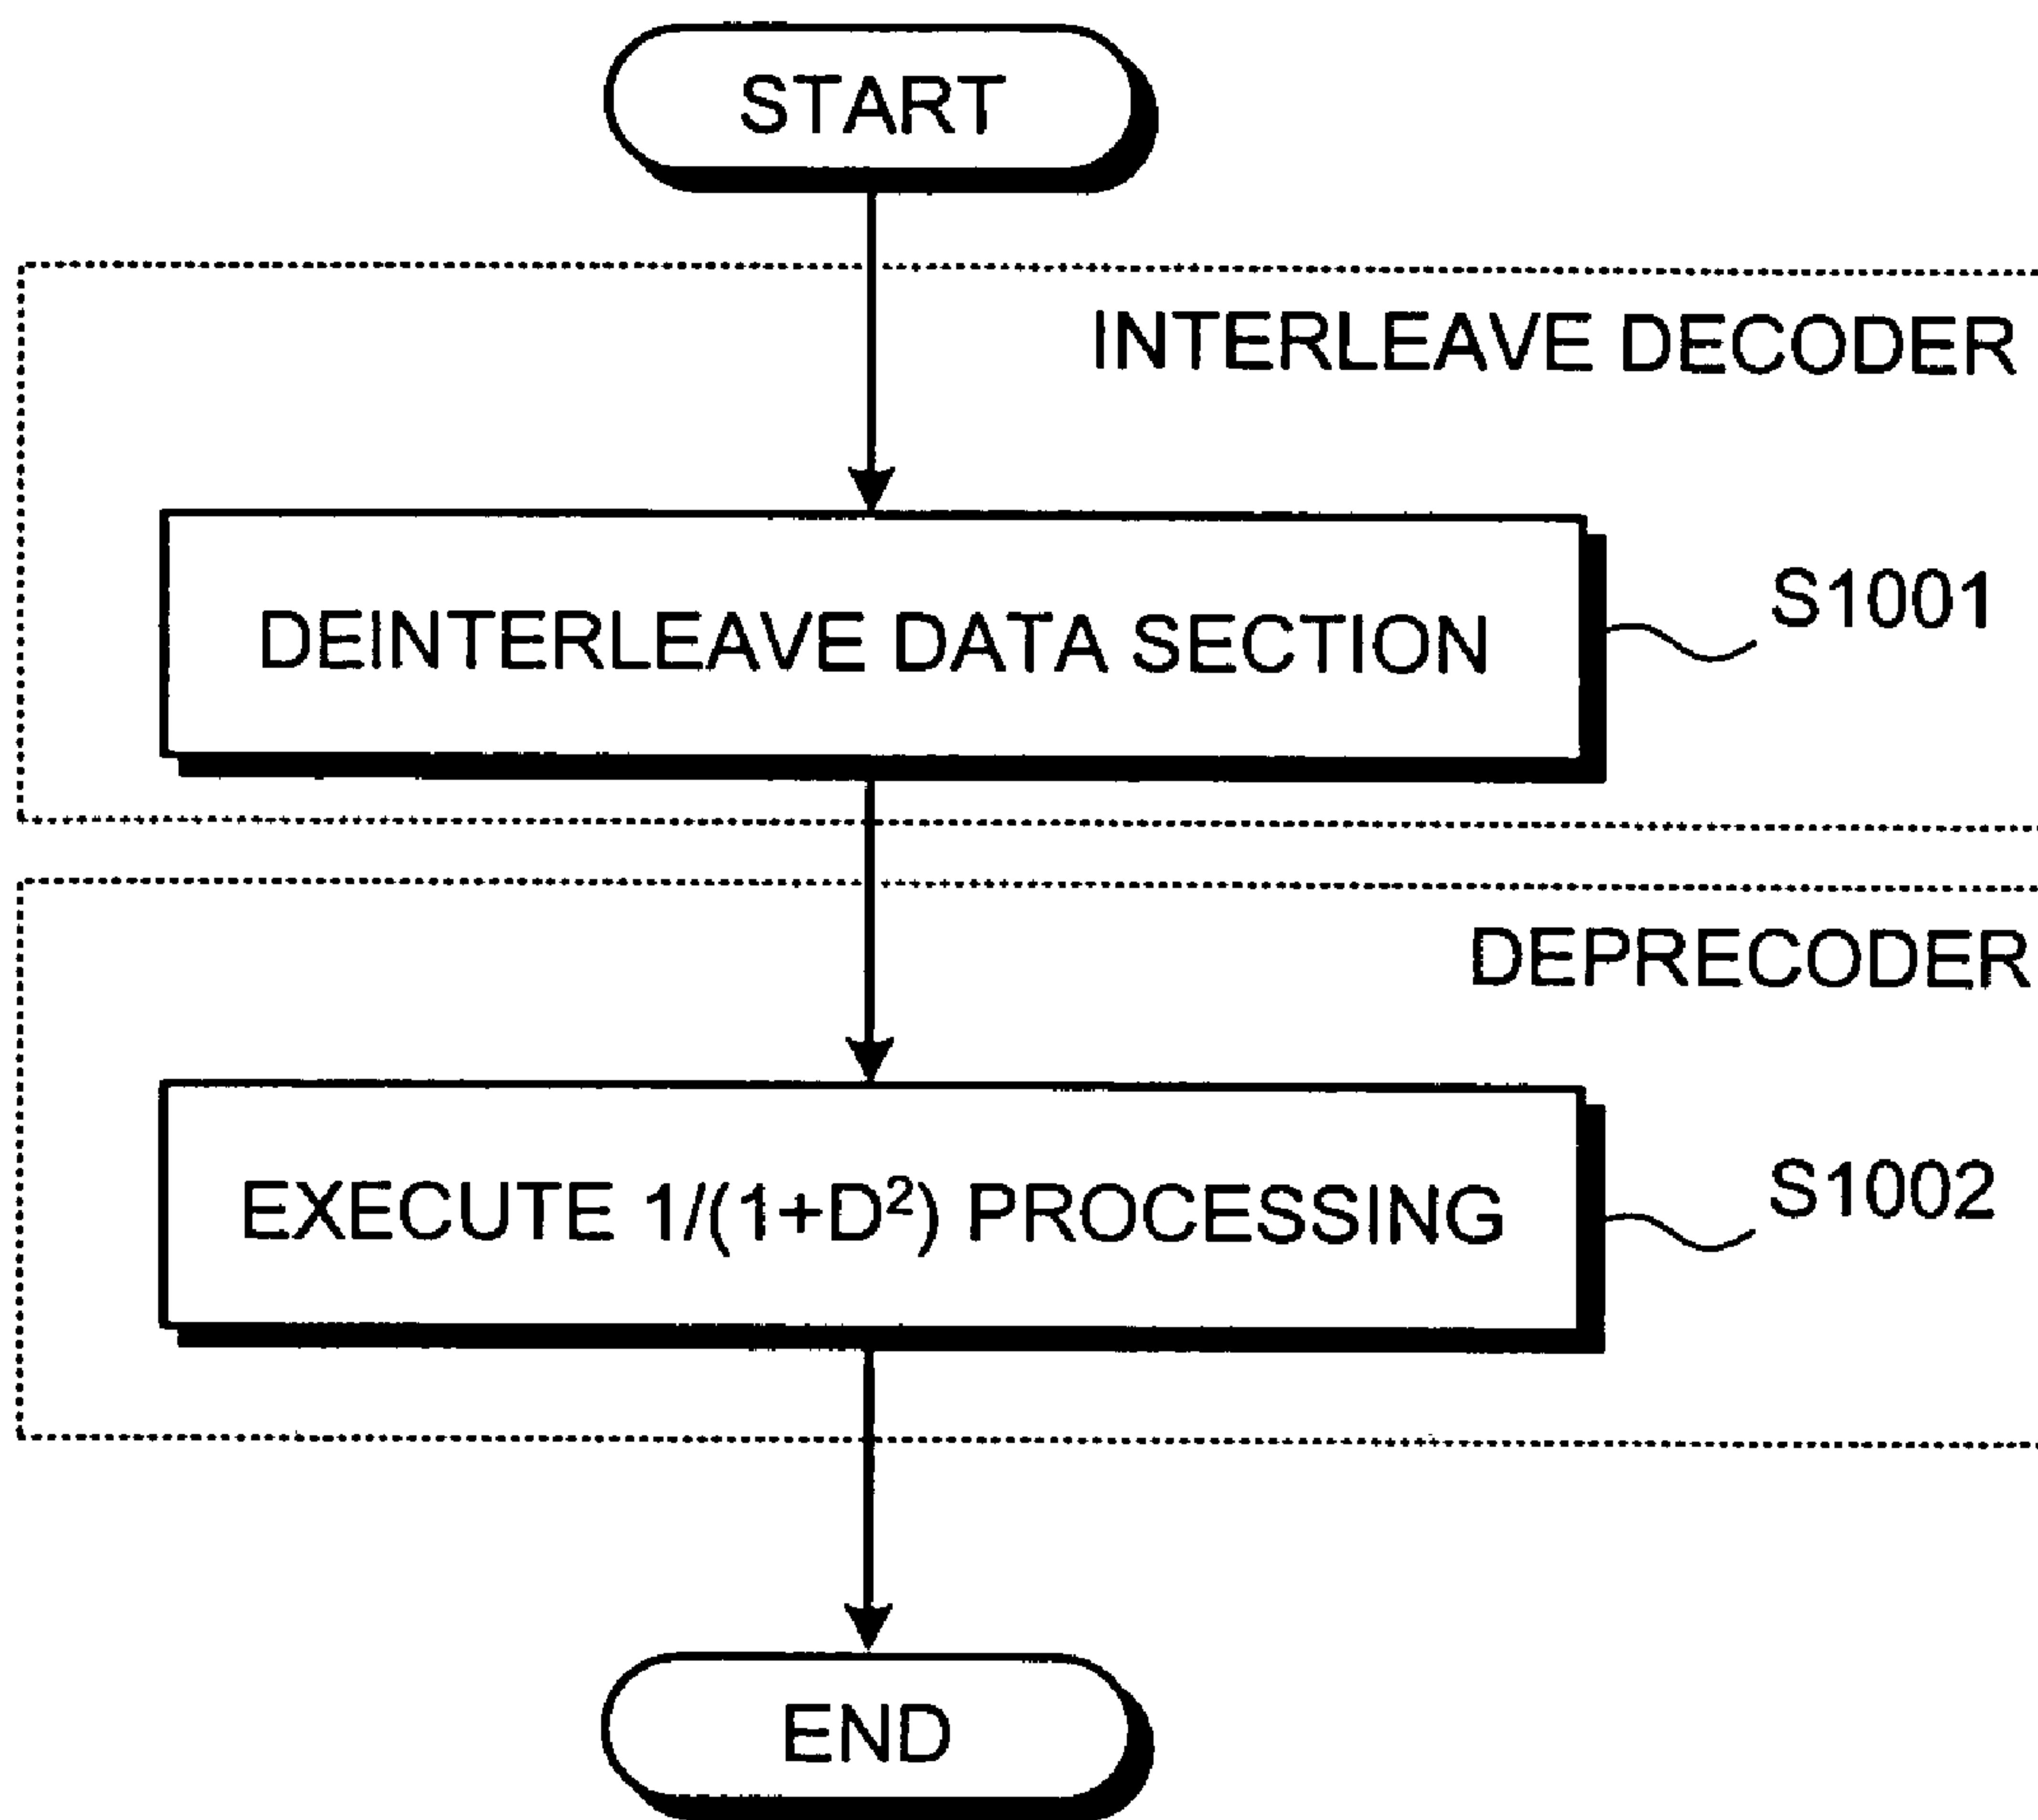 START
INTERLEAVE DECODER
DEINTERLEAVE DATA SECTION
S1001
DEPRECODER
EXECUTE 1/(1+D²) PROCESSING
S1002
END